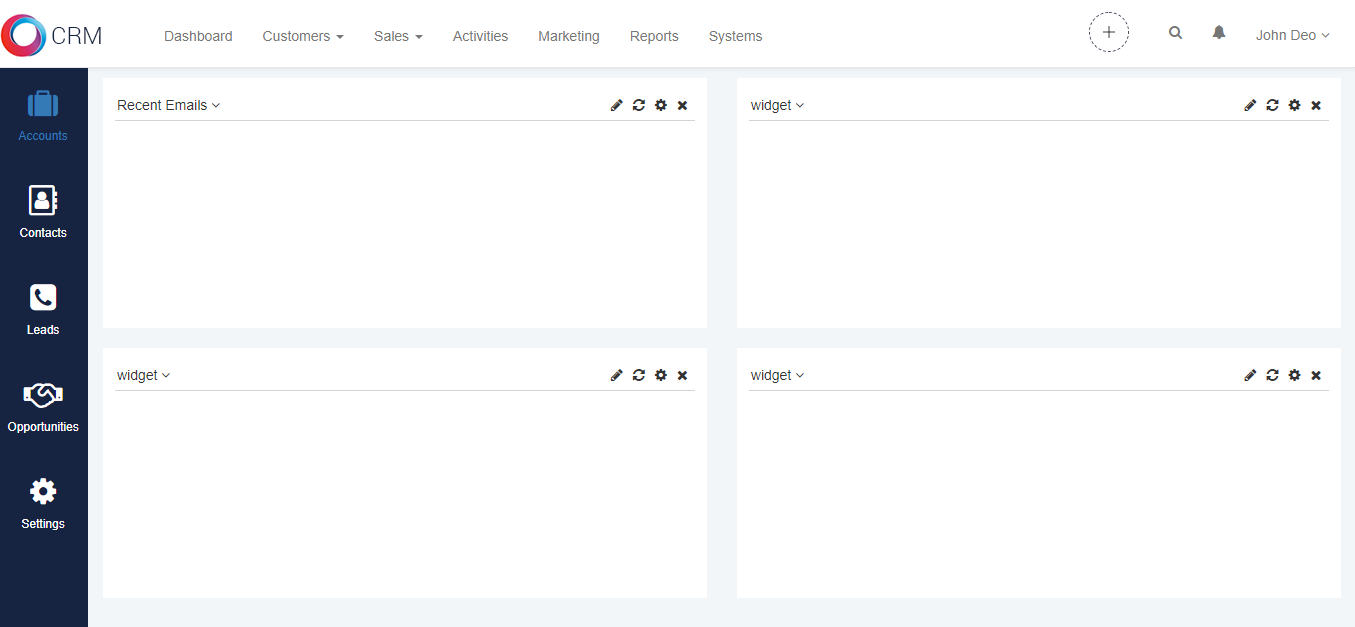 CRM
Dashboard Customers Sales Activities Marketing Reports Systems John Deo
Accounts
Contacts
Leads
Opportunities
Settings
Recent Emails
widget
widget
widget